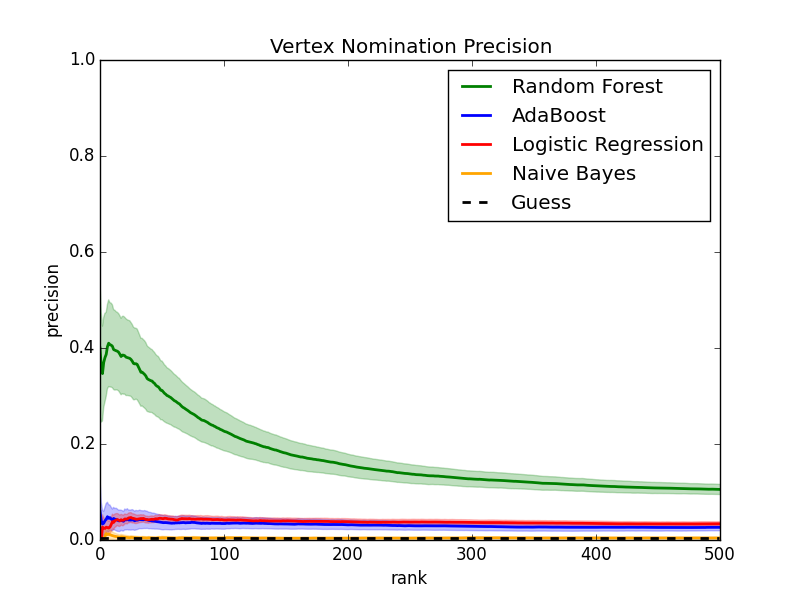 Vertex Nomination Precision
1.0
0.8
0.6
0.4
0.2
0.0
precision
Random Forest
AdaBoost
Logistic Regression
Naive Bayes
Guess
0
100
200
300
400
500
rank